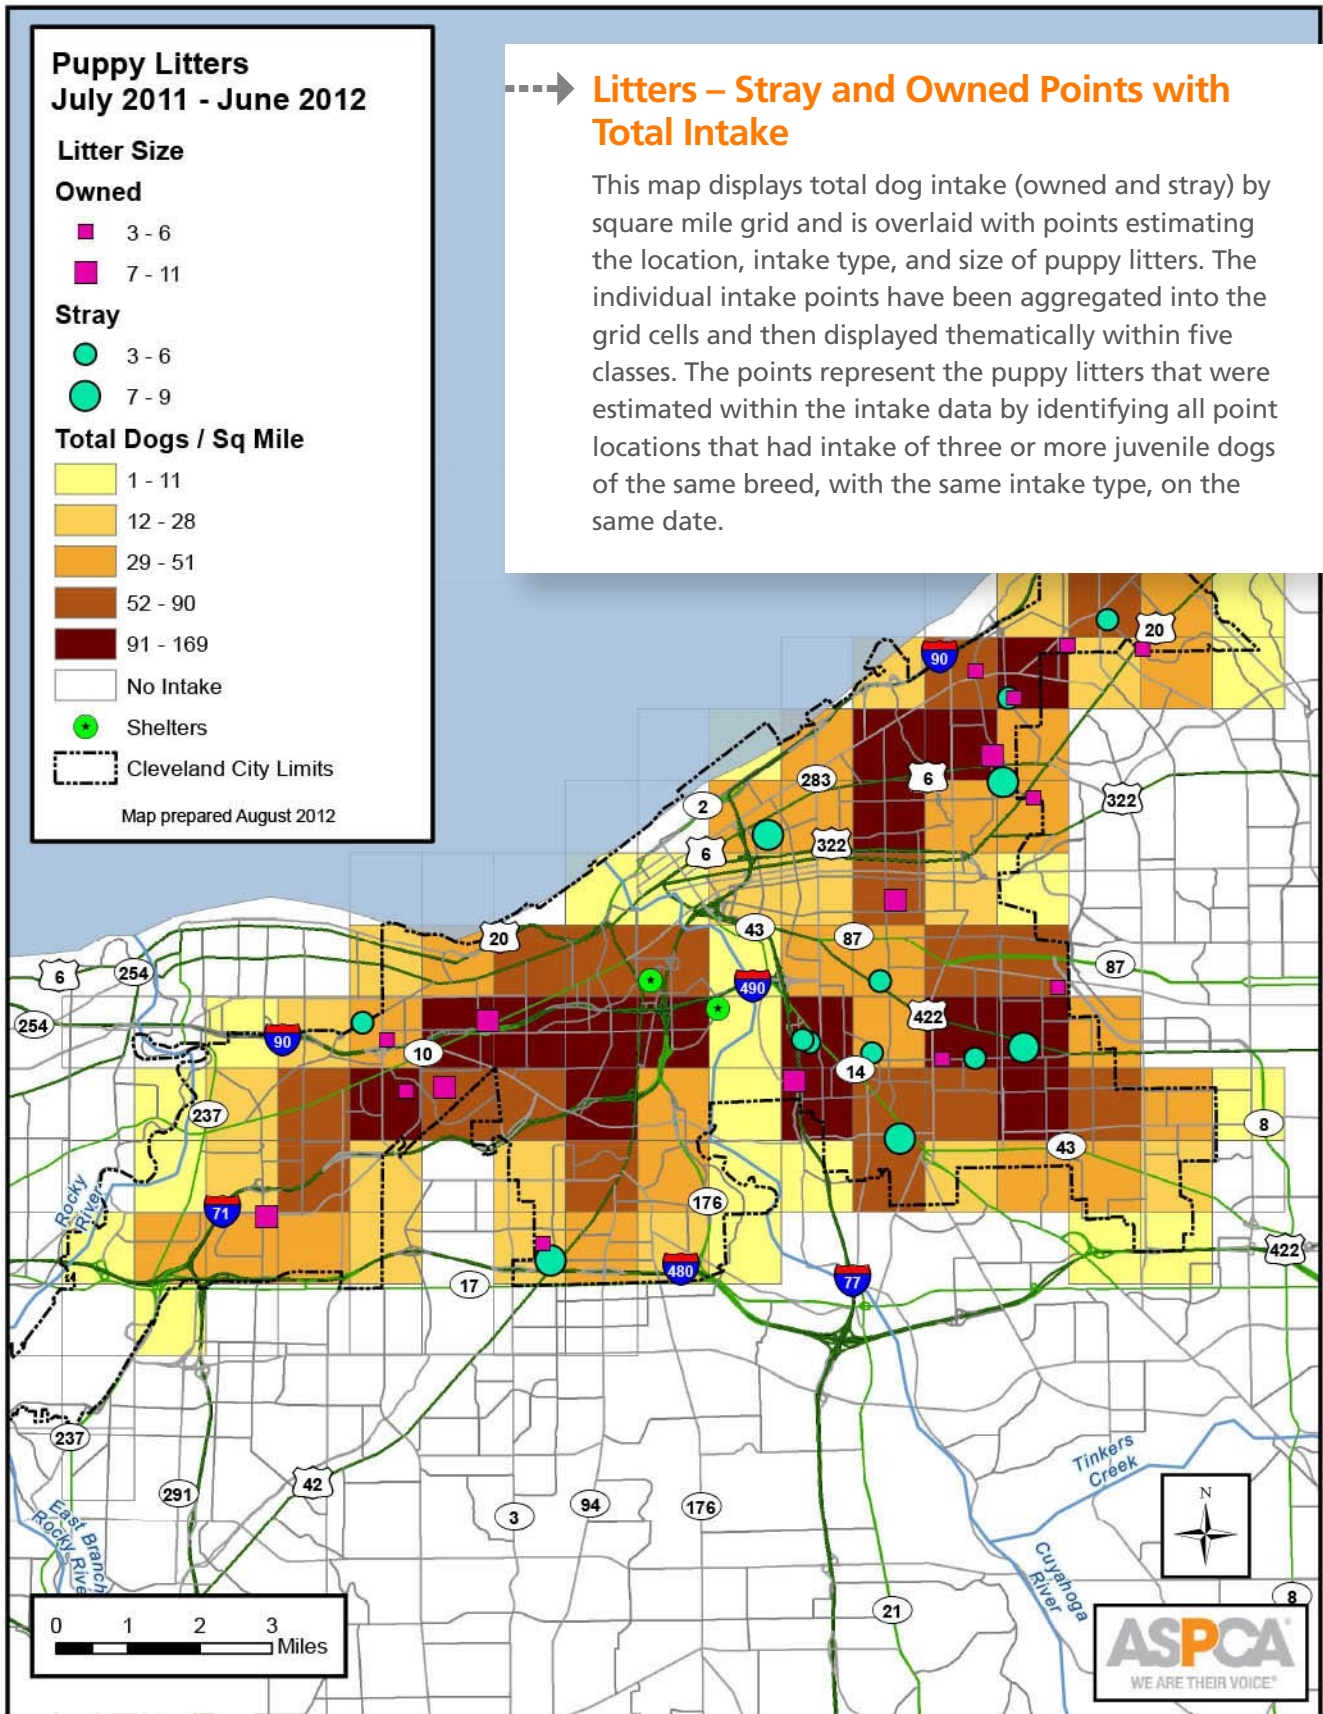 Puppy Litters
July 2011 - June 2012
Litter Size
Owned
3 - 6
7 - 11
Stray
3 - 6
7 - 9
Total Dogs / Sq Mile
1 - 11
12 - 28
29 - 51
52 - 90
91 - 169
No Intake
Shelters
Cleveland City Limits
Map prepared August 2012
Litters – Stray and Owned Points with
Total Intake
This map displays total dog intake (owned and stray) by
square mile grid and is overlaid with points estimating
the location, intake type, and size of puppy litters. The
individual intake points have been aggregated into the
grid cells and then displayed thematically within five
classes. The points represent the puppy litters that were
estimated within the intake data by identifying all point
locations that had intake of three or more juvenile dogs
of the same breed, with the same intake type, on the
same date.
20
90
283
6
322
2
6
322
43
87
20
6
254
87
490
254
422
90
10
14
237
8
43
Rocky
River
176
71
422
480
77
17
237
Tinkers
Creek
42
291
94
176
3
East Branch
Rocky River
N
Cuyahoga
River
8
21
0 1 2 3
Miles
ASPCA
WE ARE THEIR VOICE.®